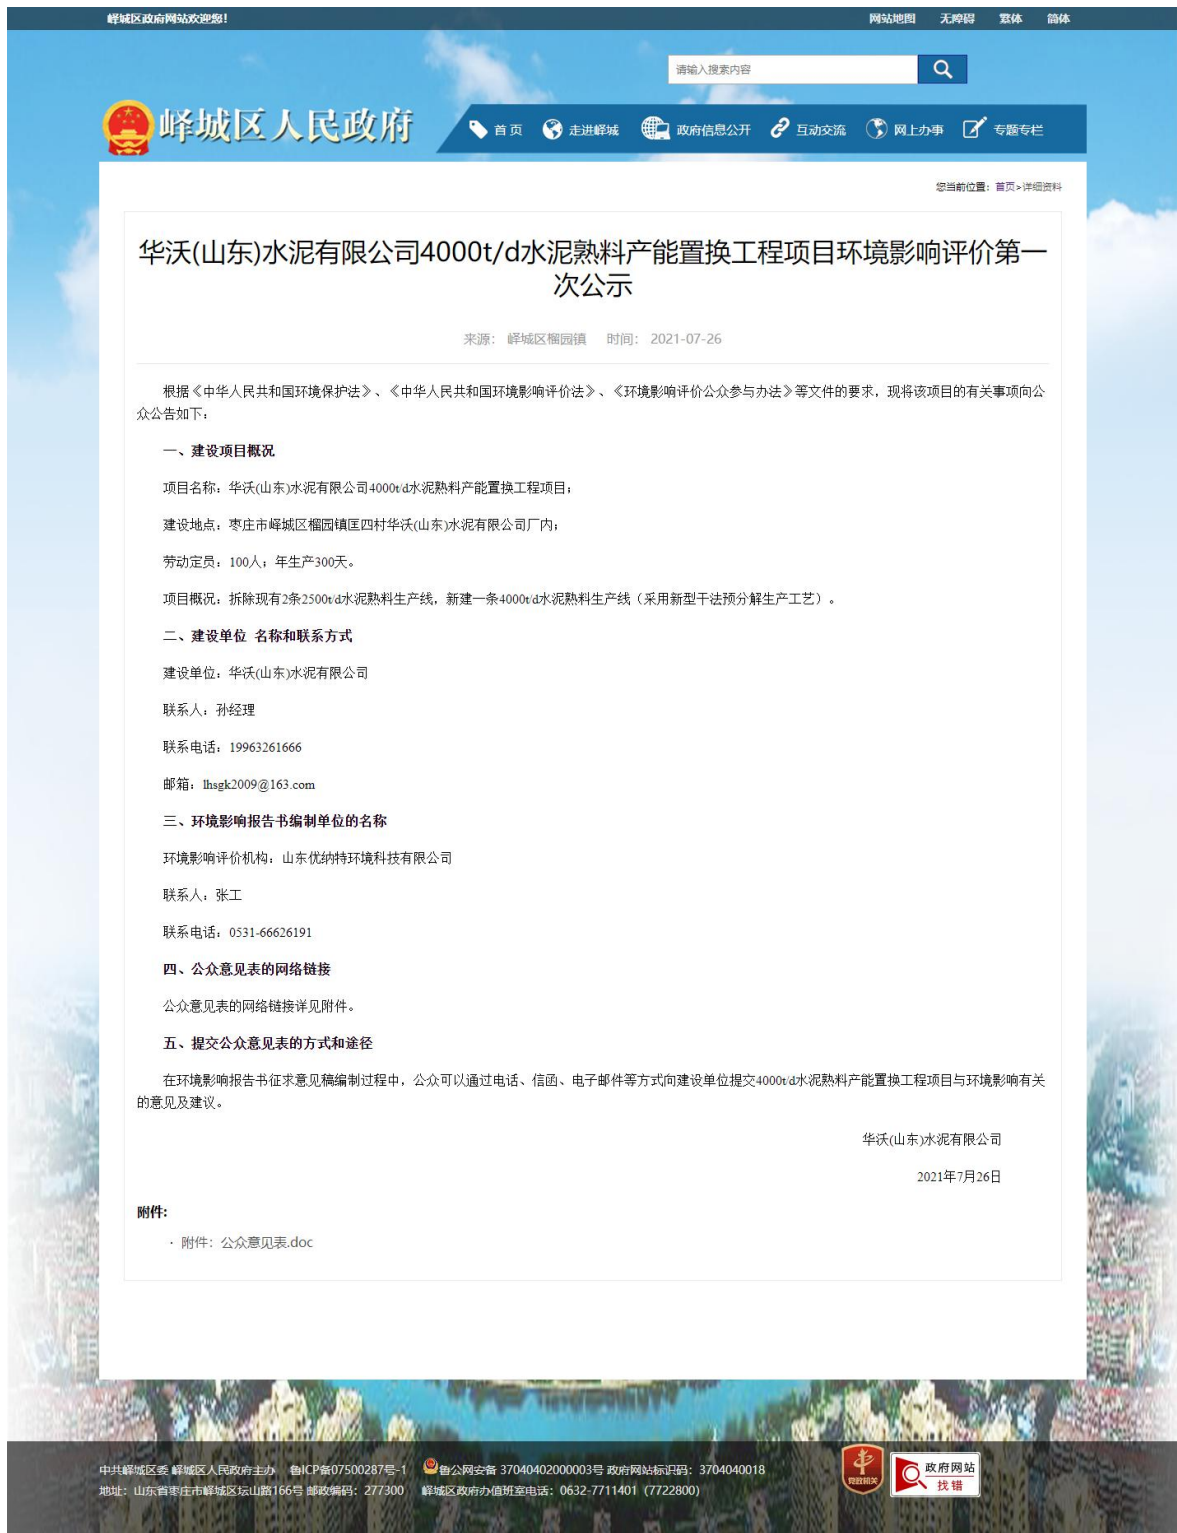 峄城区政府网站欢迎您!
网站地图 无障碍 繁体 简体
请输入搜索内容
峄城区人民政府
首页 走进峄城 政府信息公开 互动交流 网上办事 专题专栏
您当前位置：首页>详细资料
华沃(山东)水泥有限公司4000t/d水泥熟料产能置换工程项目环境影响评价第一
次公示
来源： 峄城区榴园镇 时间： 2021-07-26
根据《中华人民共和国环境保护法》、《中华人民共和国环境影响评价法》、《环境影响评价公众参与办法》等文件的要求，现将该项目的有关事项向公
众公告如下：
一、建设项目概况
项目名称：华沃(山东)水泥有限公司4000t/d水泥熟料产能置换工程项目；
建设地点：枣庄市峄城区榴园镇匡四村华沃(山东)水泥有限公司厂内；
劳动定员：100人；年生产300天。
项目概况：拆除现有2条2500t/d水泥熟料生产线，新建一条4000t/d水泥熟料生产线（采用新型干法预分解生产工艺）。
二、建设单位 名称和联系方式
建设单位：华沃(山东)水泥有限公司
联系人：孙经理
联系电话：19963261666
邮箱：lhsgk2009@163.com
三、环境影响报告书编制单位的名称
环境影响评价机构：山东优纳特环境科技有限公司
联系人：张工
联系电话：0531-66626191
四、公众意见表的网络链接
公众意见表的网络链接详见附件。
五、提交公众意见表的方式和途径
在环境影响报告书征求意见稿编制过程中，公众可以通过电话、信函、电子邮件等方式向建设单位提交4000t/d水泥熟料产能置换工程项目与环境影响有关
的意见及建议。
华沃(山东)水泥有限公司
2021年7月26日
附件:
· 附件：公众意见表.doc
中共峄城区委 峄城区人民政府主办 鲁ICP备07500287号-1 鲁公网安备 37040402000003号 政府网站标识码：3704040018
地址：山东省枣庄市峄城区坛山路166号 邮政编码：277300 峄城区政府办值班室电话：0632-7711401（7722800）
党政机关
政府网站
找错